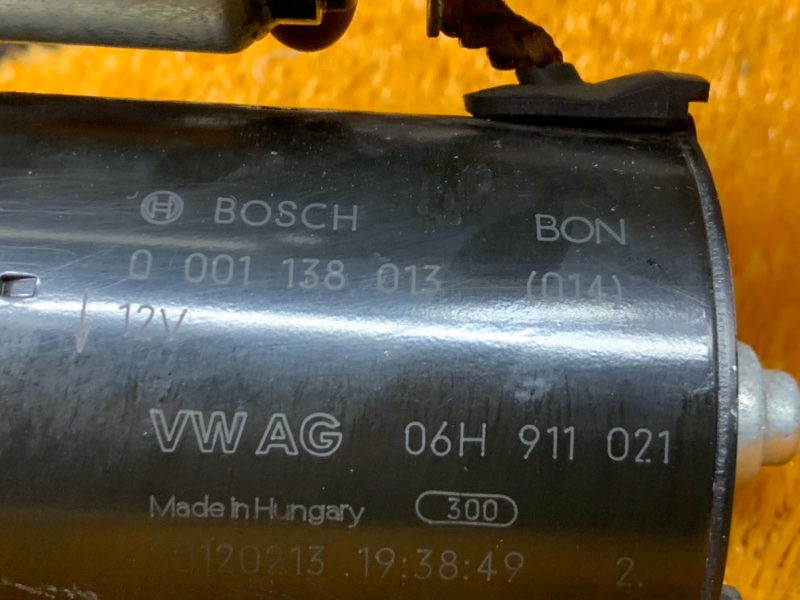 BOSCH BON
0 001 138 013 (014)
12V
VW AG 06H 911 021
Made in Hungary 300
19:38:49 2.